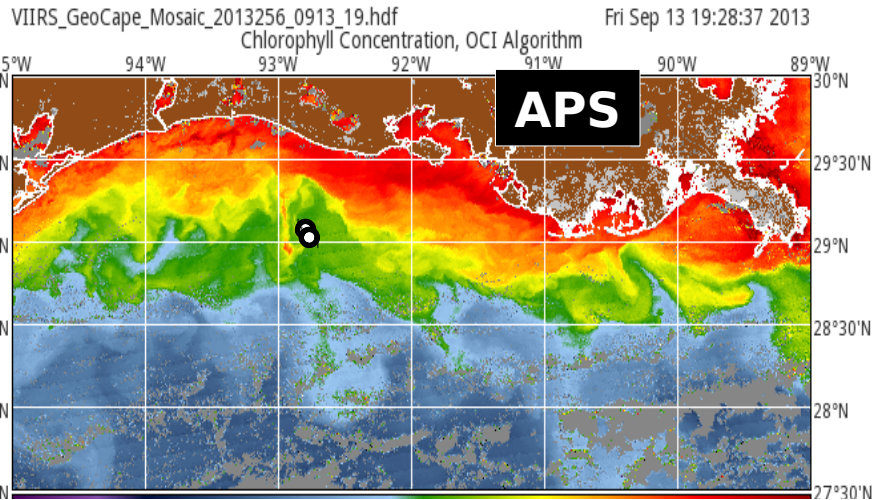 VIIRS_GeoCape_Mosaic_2013256_0913_19.hdf Fri Sep 13 19:28:37 2013
Chlorophyll Concentration, OCI Algorithm
5°W 94°W 93°W 92°W 91°W 90°W 89°W
N 30°N
APS
N 29°30'N
N 29°N
N 28°30'N
N 28°N
N 27°30'N